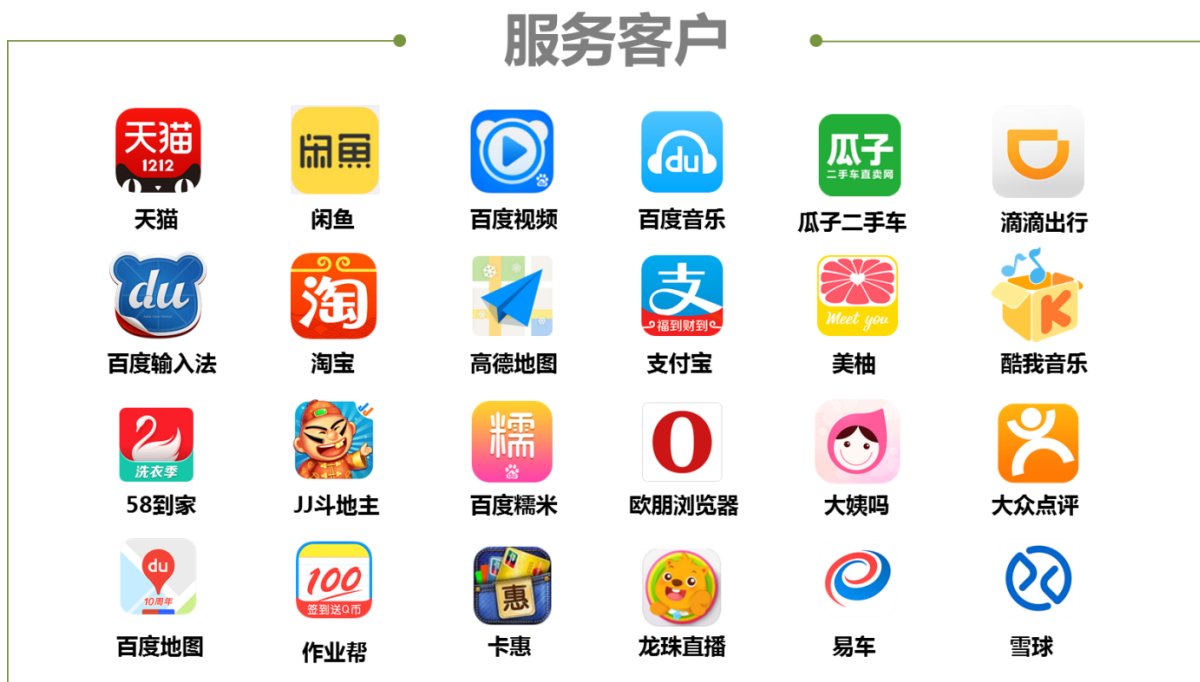 服务客户
天猫
1212
闲鱼
du
瓜子
二手车直卖网
天猫
闲鱼
百度视频
百度音乐
瓜子二手车
滴滴出行
du
淘
支
福到财到
Meet you
K
百度输入法
淘宝
高德地图
支付宝
美柚
酷我音乐
2
洗衣季
JJ
糯
58到家
JJ斗地主
百度糯米
欧朋浏览器
大姨吗
大众点评
du
10周年
100
签到送Q币
惠
百度地图
作业帮
卡惠
龙珠直播
易车
雪球